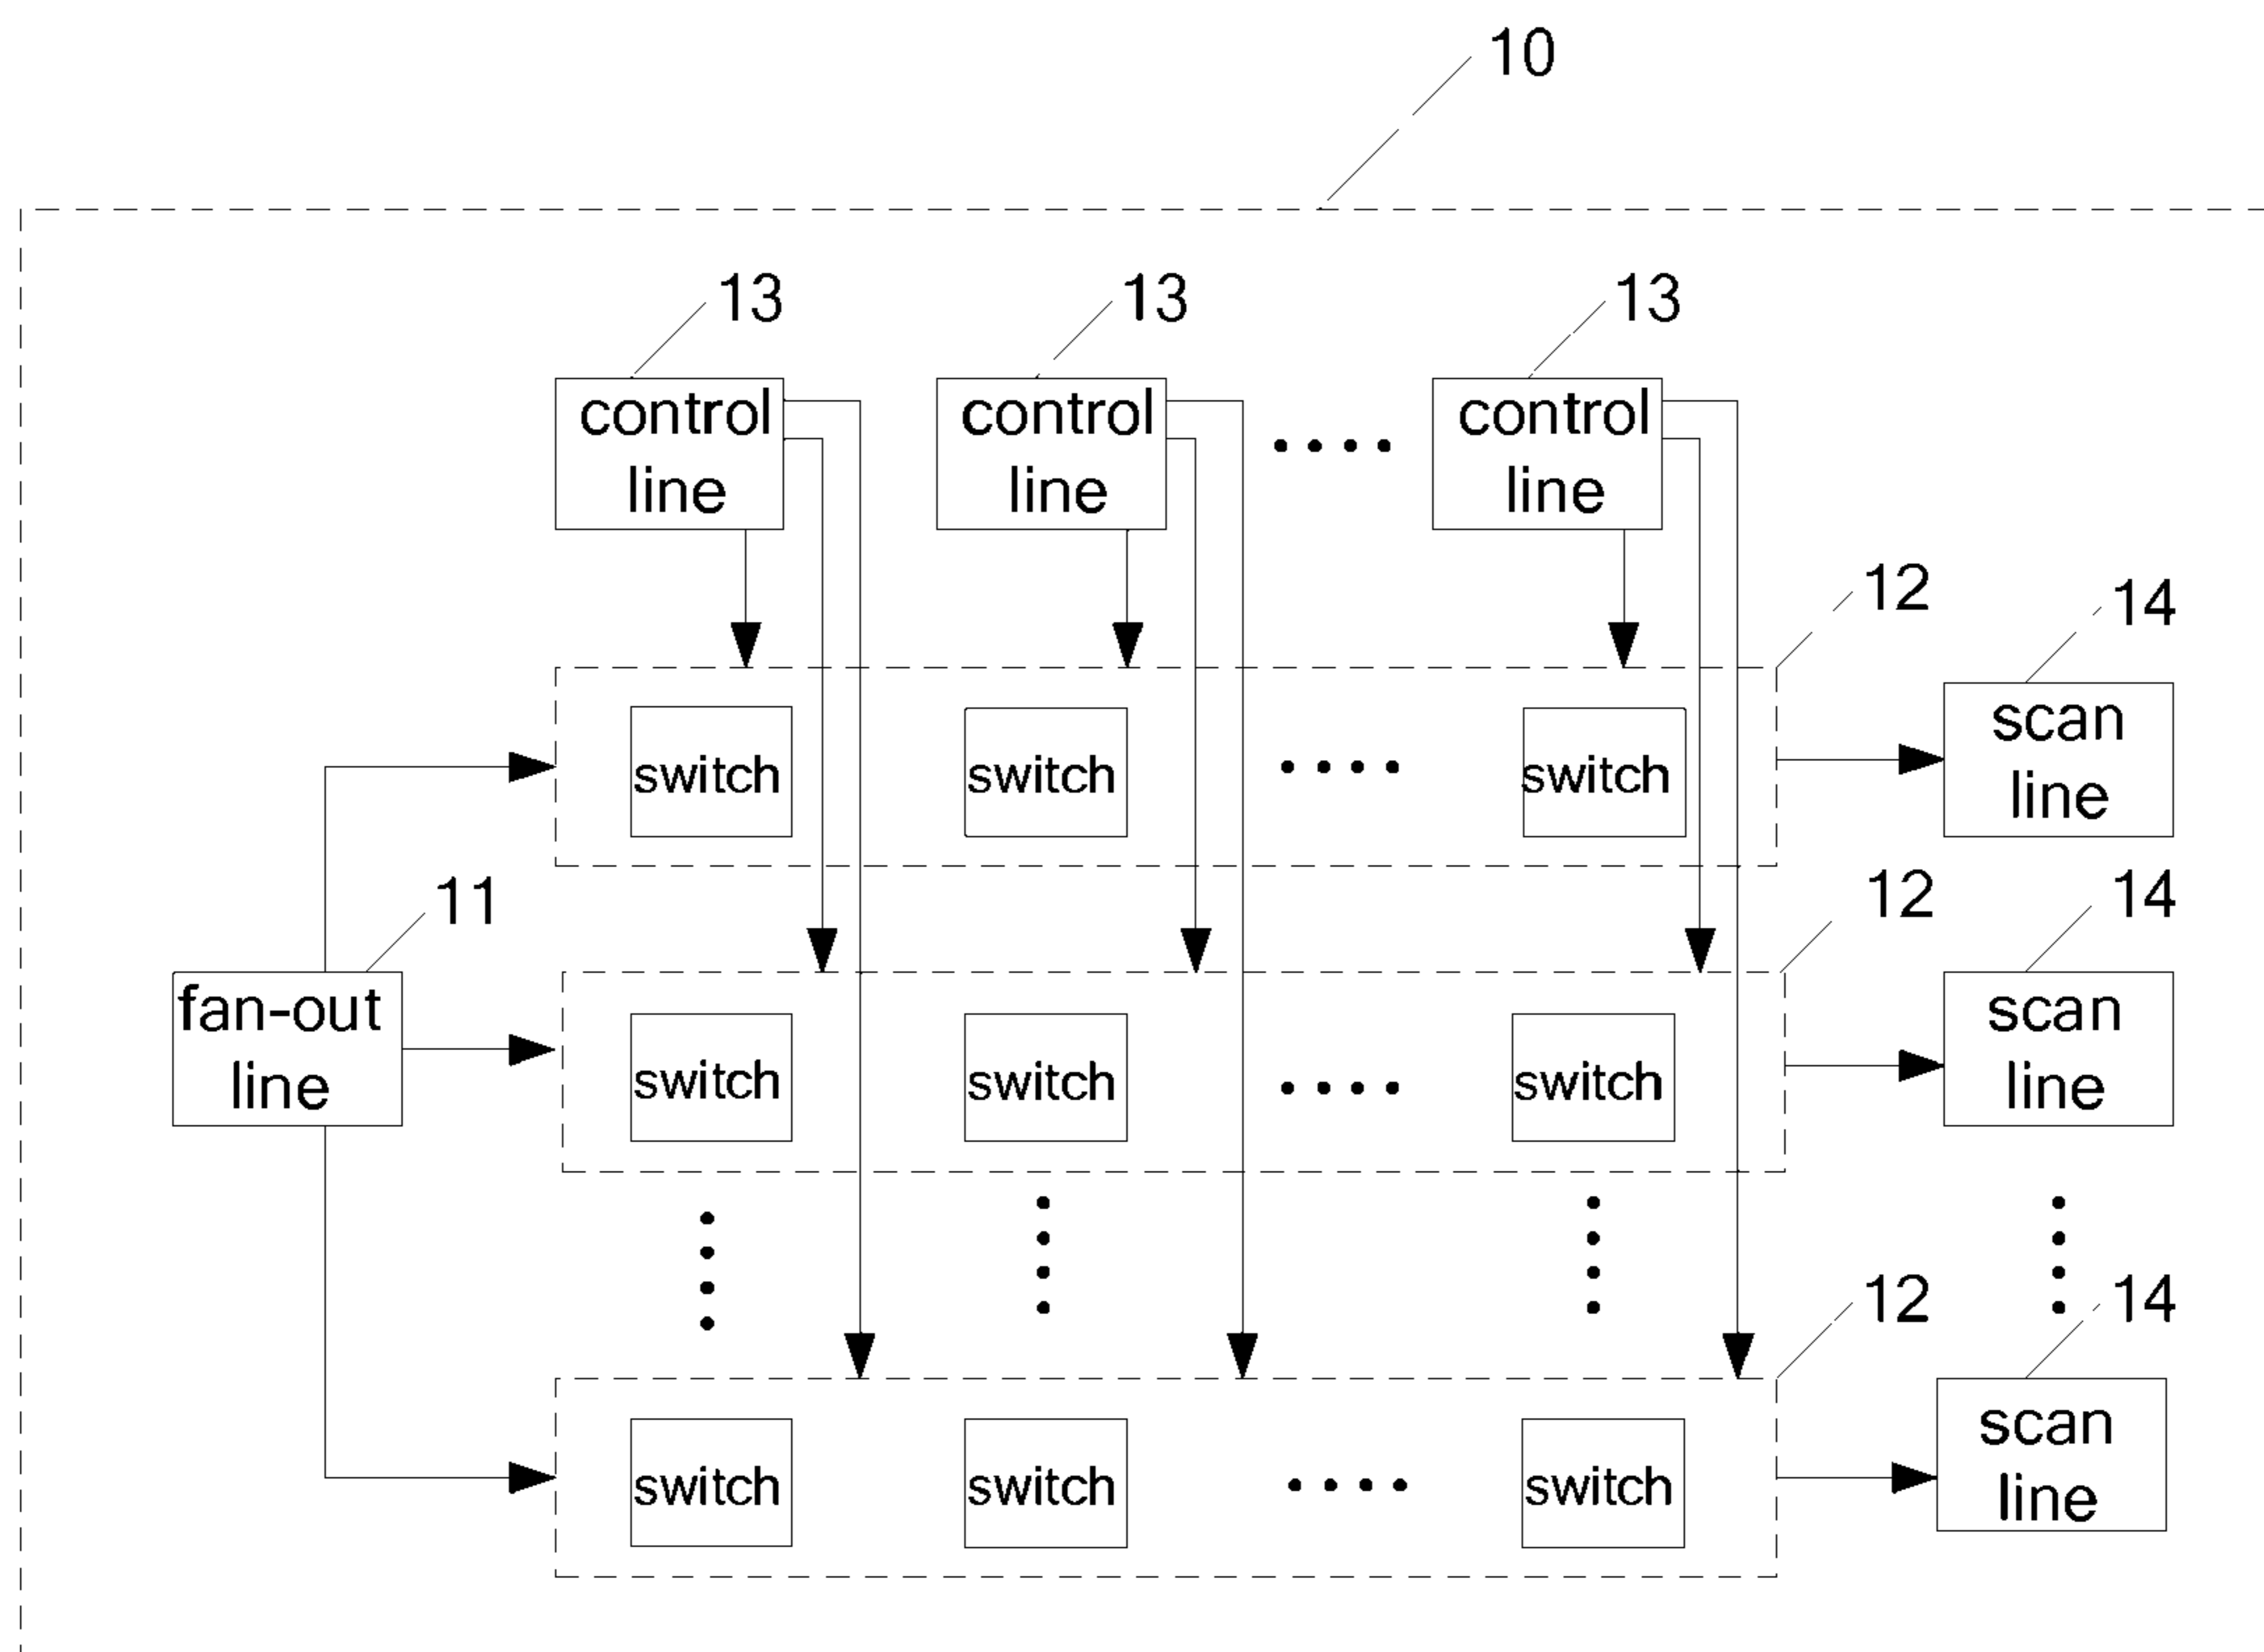 10
13
13
13
control
line
control
line
control
line
12
14
switch
switch
switch
scan
line
11
12
14
fan-out
line
switch
switch
switch
scan
line
12
14
switch
switch
switch
scan
line